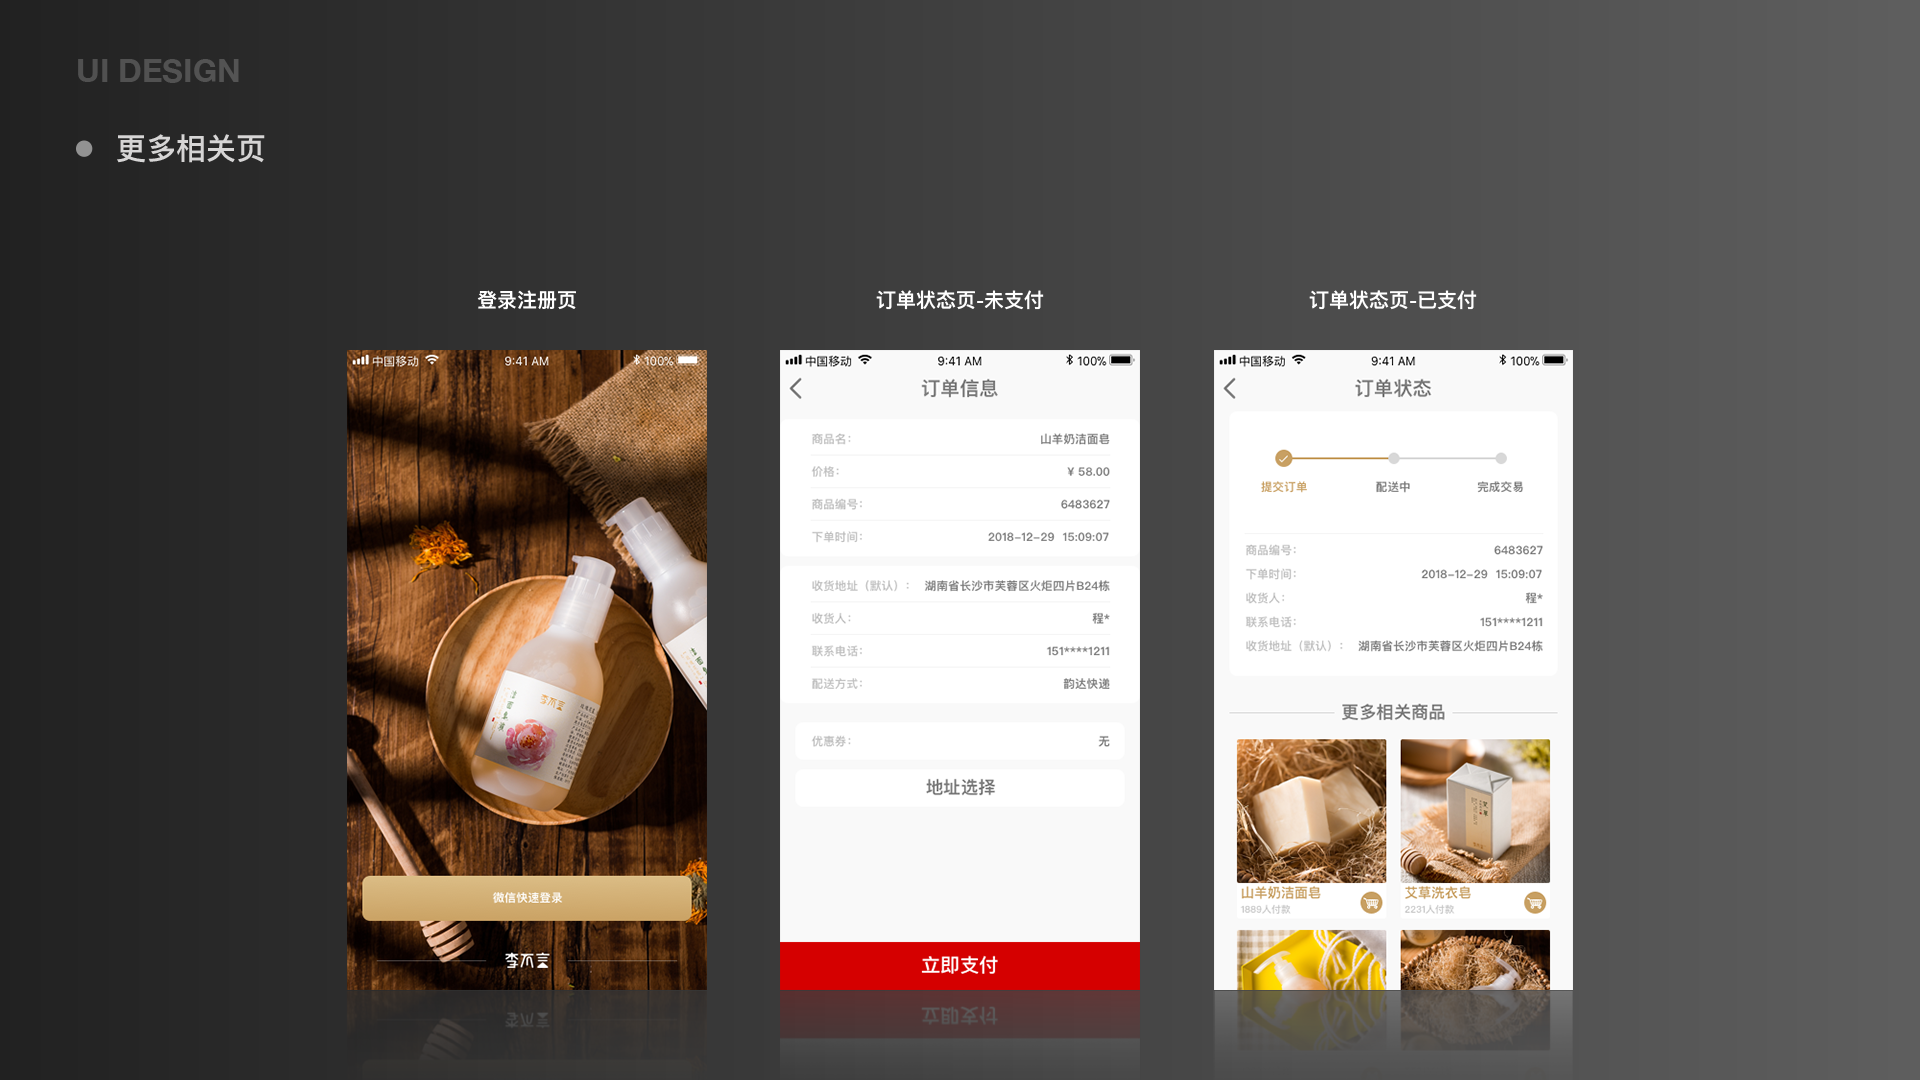 UI DESIGN
更多相关页
登录注册页
中国移动 9:41 AM 100%
李不言
微信快速登录
李不言
订单状态页-未支付
中国移动 9:41 AM 100%
订单信息
商品名： 山羊奶洁面皂
价格： ¥ 58.00
商品编号： 6483627
下单时间： 2018-12-29 15:09:07
收货地址（默认）： 湖南省长沙市芙蓉区火炬四片B24栋
收货人： 程*
联系电话： 151****1211
配送方式： 韵达快递
优惠券： 无
地址选择
立即支付
订单状态页-已支付
中国移动 9:41 AM 100%
订单状态
提交订单 配送中 完成交易
商品编号： 6483627
下单时间： 2018-12-29 15:09:07
收货人： 程*
联系电话： 151****1211
收货地址（默认）： 湖南省长沙市芙蓉区火炬四片B24栋
更多相关商品
山羊奶洁面皂
1889人付款
艾草洗衣皂
2231人付款